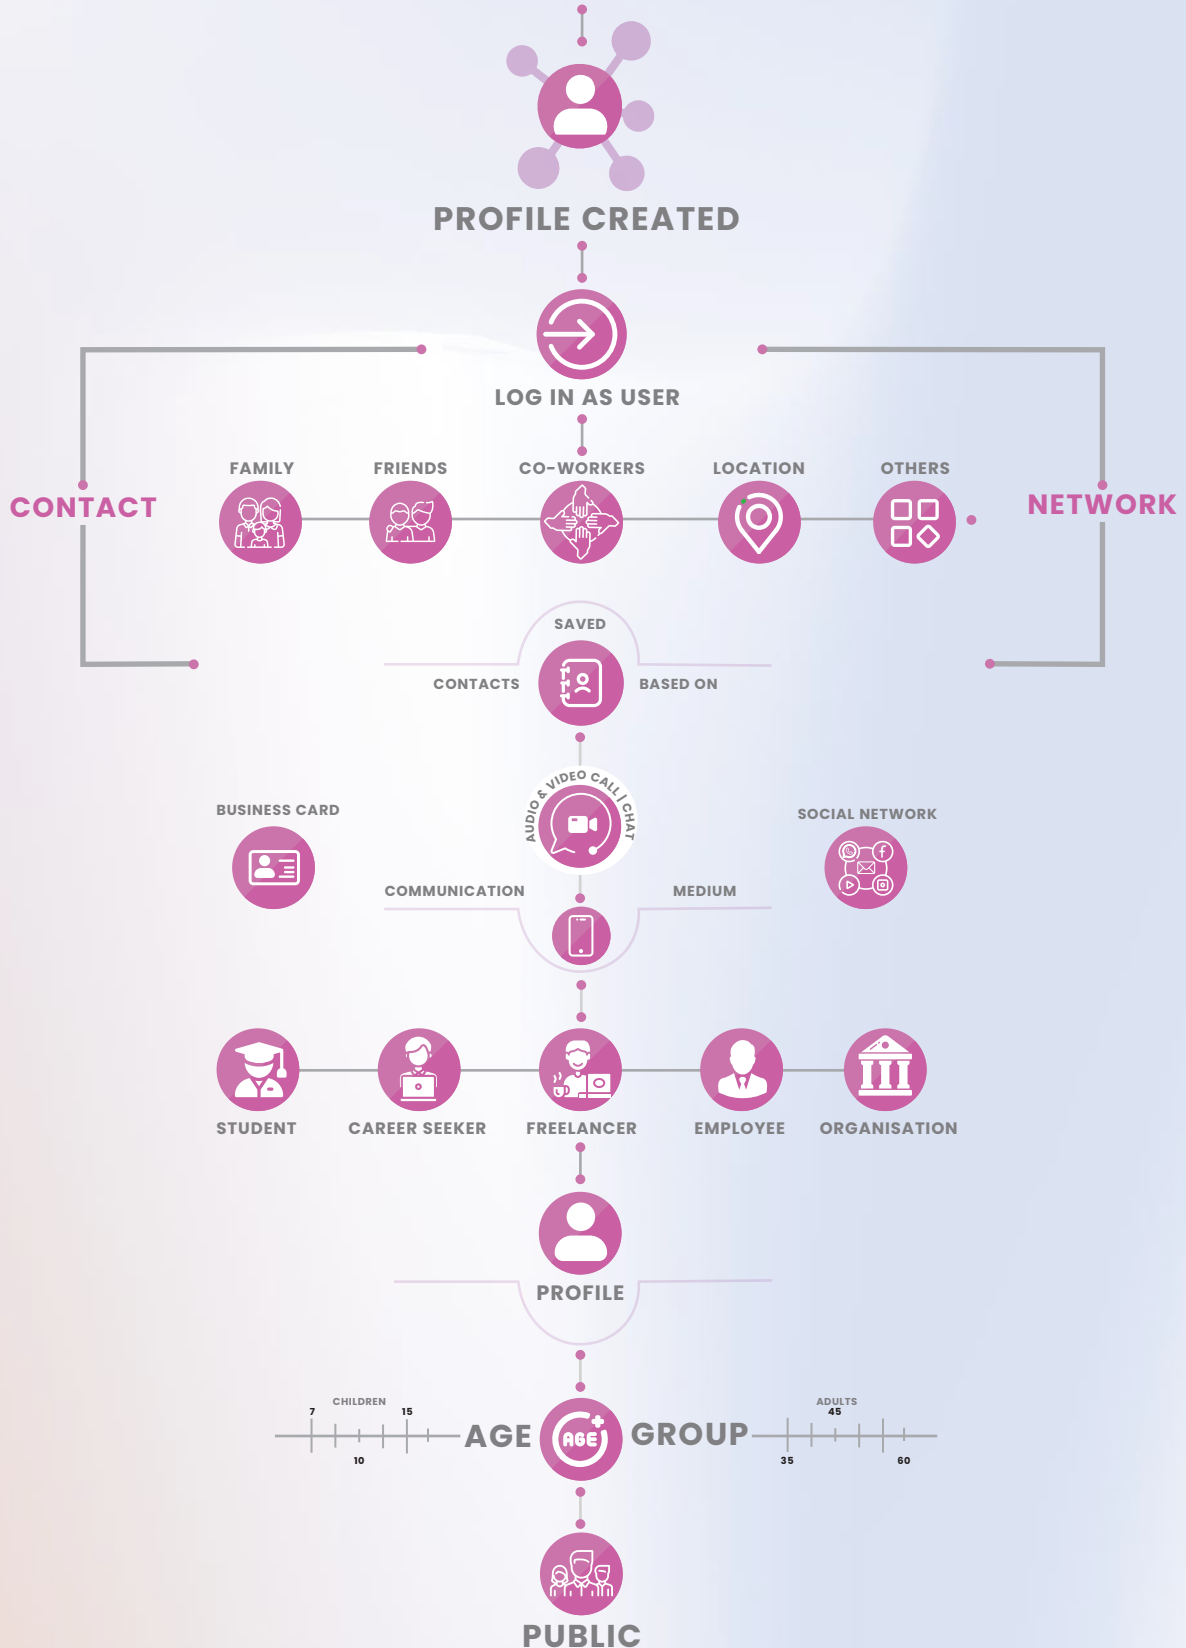 PROFILE CREATED
LOG IN AS USER
CONTACT
NETWORK
FAMILY
FRIENDS
CO-WORKERS
LOCATION
OTHERS
SAVED
CONTACTS
BASED ON
AUDIO & VIDEO CALL / CHAT
BUSINESS CARD
SOCIAL NETWORK
COMMUNICATION
MEDIUM
STUDENT
CAREER SEEKER
FREELANCER
EMPLOYEE
ORGANISATION
PROFILE
CHILDREN
7
15
10
AGE
AGE
GROUP
ADULTS
45
35
60
PUBLIC